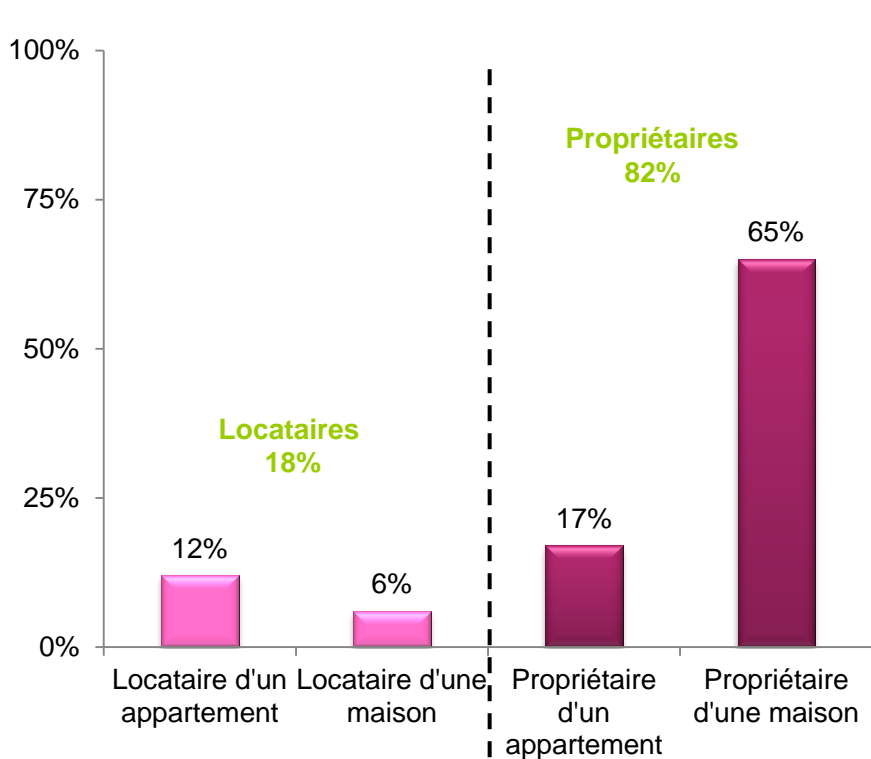 100%
75%
50%
25%
0%
Locataires
18%
Propriétaires
82%
12%
6%
17%
65%
Locataire d'un
appartement
Locataire d'une
maison
Propriétaire
d'un
appartement
Propriétaire
d'une maison